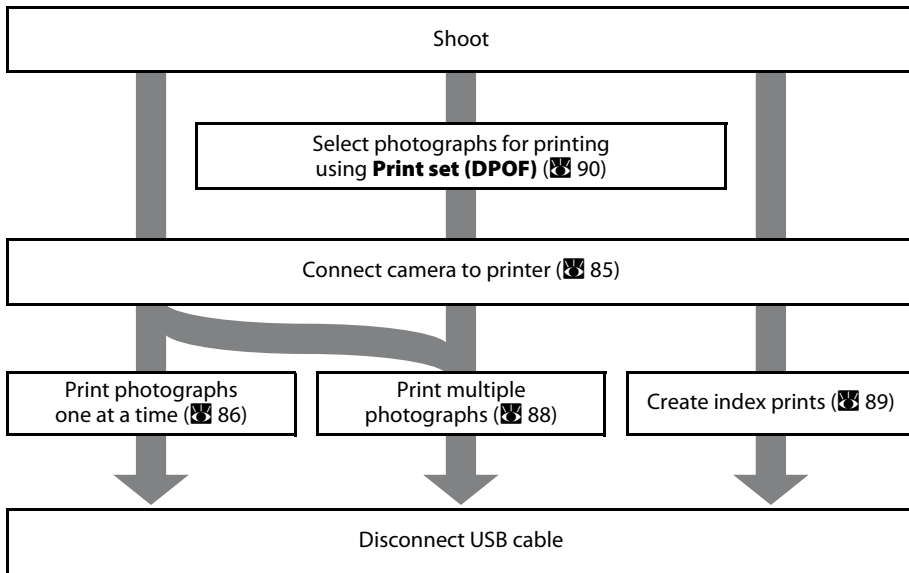 Shoot
Select photographs for printing
using Print set (DPOF) (90)
Connect camera to printer (85)
Print photographs
one at a time (86)
Print multiple
photographs (88)
Create index prints (89)
Disconnect USB cable